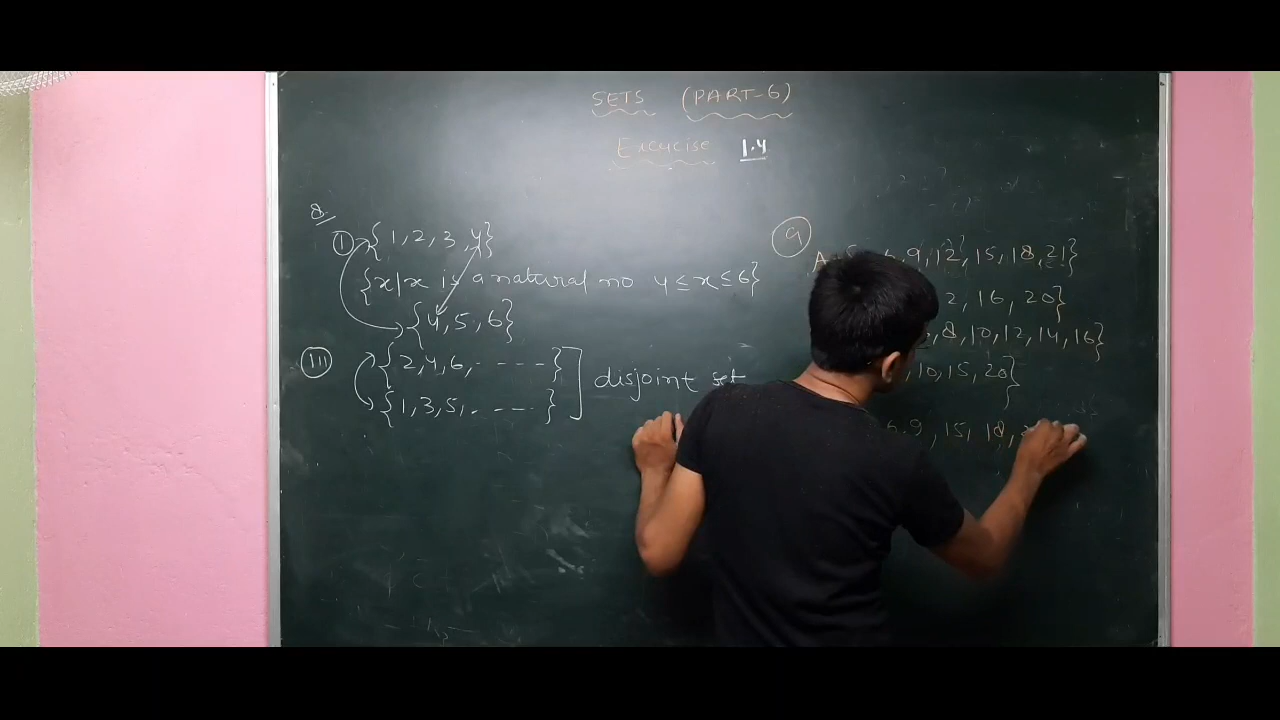 SETS (PART-6)
Excercise 1.4
8.
(I) { 1, 2, 3, 4}
{x/x is a natural no 4 ≤ x ≤ 6}
{4, 5, 6}
(III) {2, 4, 6, - - - - -}
{1, 3, 5, - - - - }
disjoint set
(9)
A 9, 12, 15, 18, 21}
2, 16, 20}
8, 10, 12, 14, 16}
10, 15, 20}
6, 9, 15, 18,